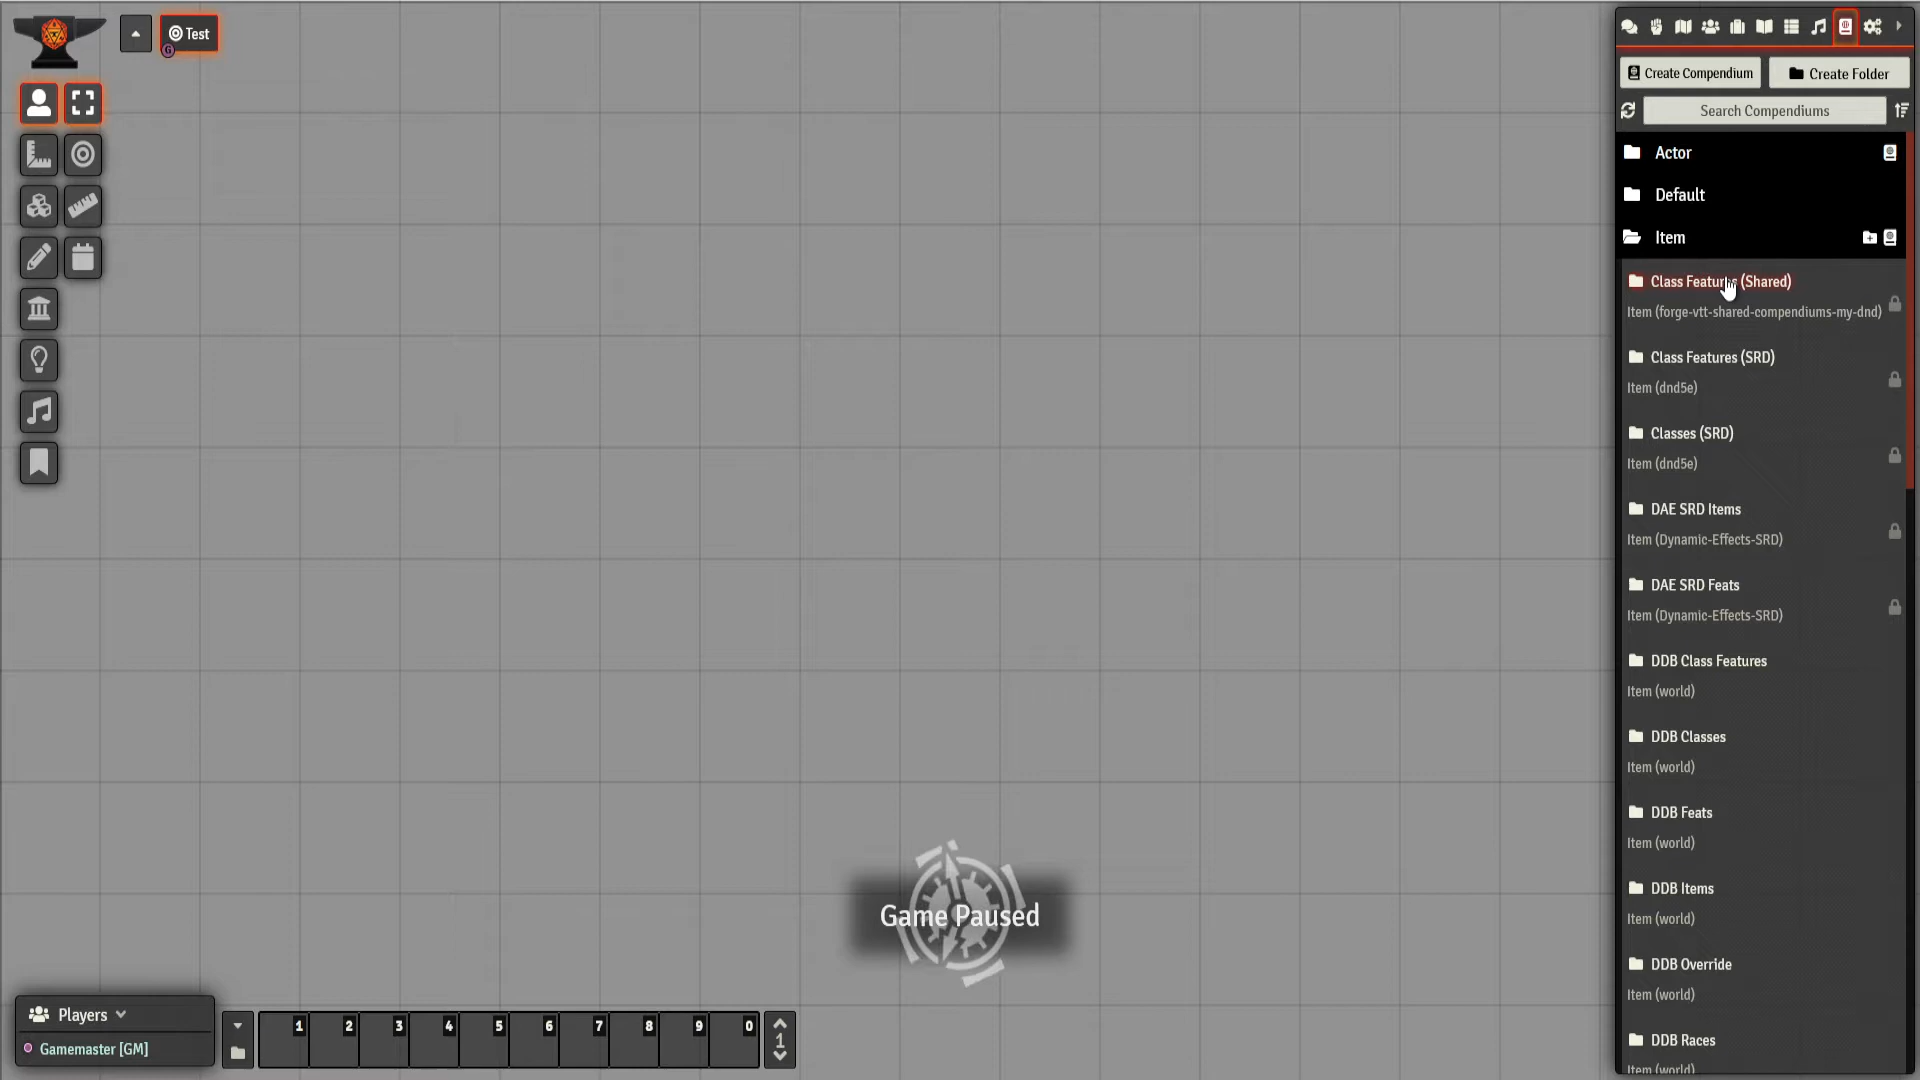 Test
G
Create Compendium
Create Folder
Search Compendiums
Actor
Default
Item
Class Features (Shared)
Item (forge-vtt-shared-compendiums-my-dnd)
Class Features (SRD)
Item (dnd5e)
Classes (SRD)
Item (dnd5e)
DAE SRD Items
Item (Dynamic-Effects-SRD)
DAE SRD Feats
Item (Dynamic-Effects-SRD)
DDB Class Features
Item (world)
DDB Classes
Item (world)
DDB Feats
Item (world)
DDB Items
Item (world)
DDB Override
Item (world)
DDB Races
Item (world)
Game Paused
Players
Gamemaster [GM]
1 2 3 4 5 6 7 8 9 0
1